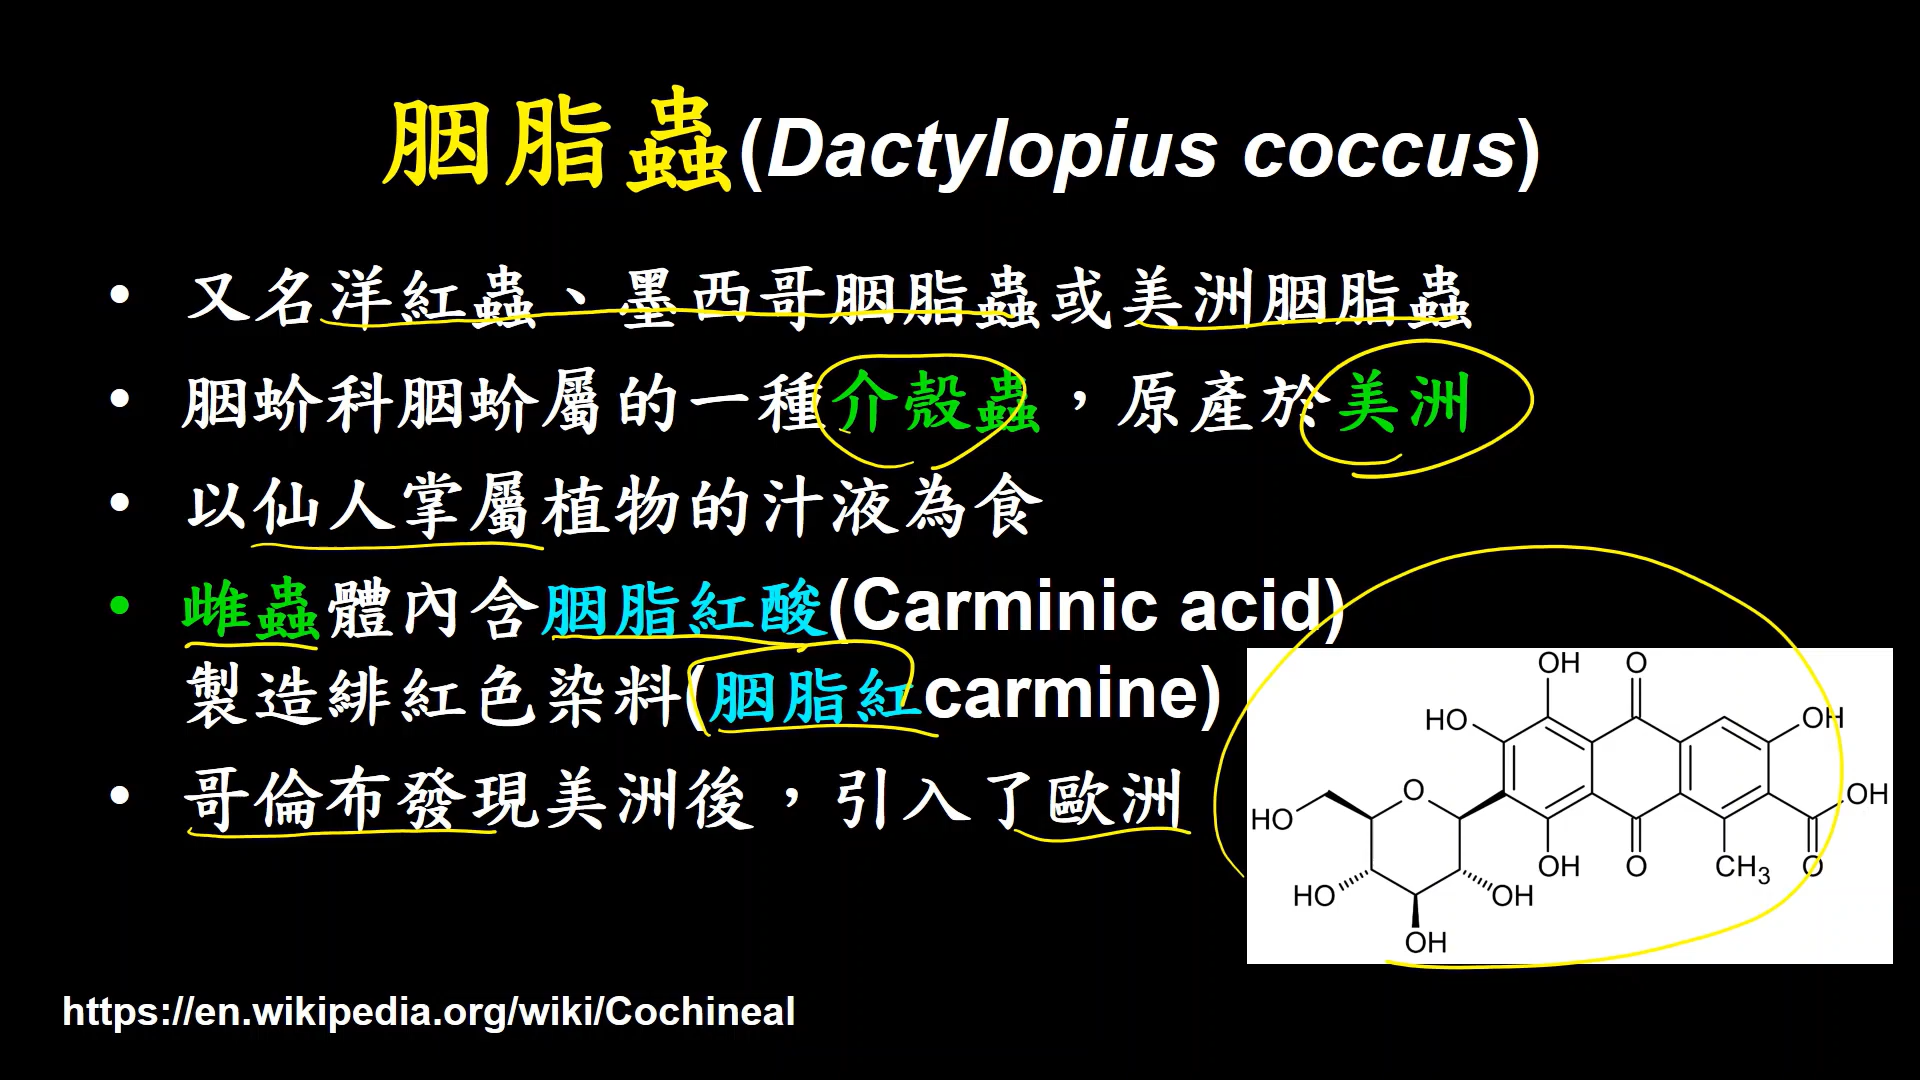 胭脂蟲(Dactylopius coccus)
• 又名洋紅蟲、墨西哥胭脂蟲或美洲胭脂蟲
• 胭蚧科胭蚧屬的一種介殼蟲，原產於美洲
• 以仙人掌屬植物的汁液為食
• 雌蟲體內含胭脂紅酸(Carminic acid)
製造緋紅色染料(胭脂紅carmine)
• 哥倫布發現美洲後，引入了歐洲
OH O
HO OH
O OH
HO
OH O CH3 O
HO OH
OH
https://en.wikipedia.org/wiki/Cochineal